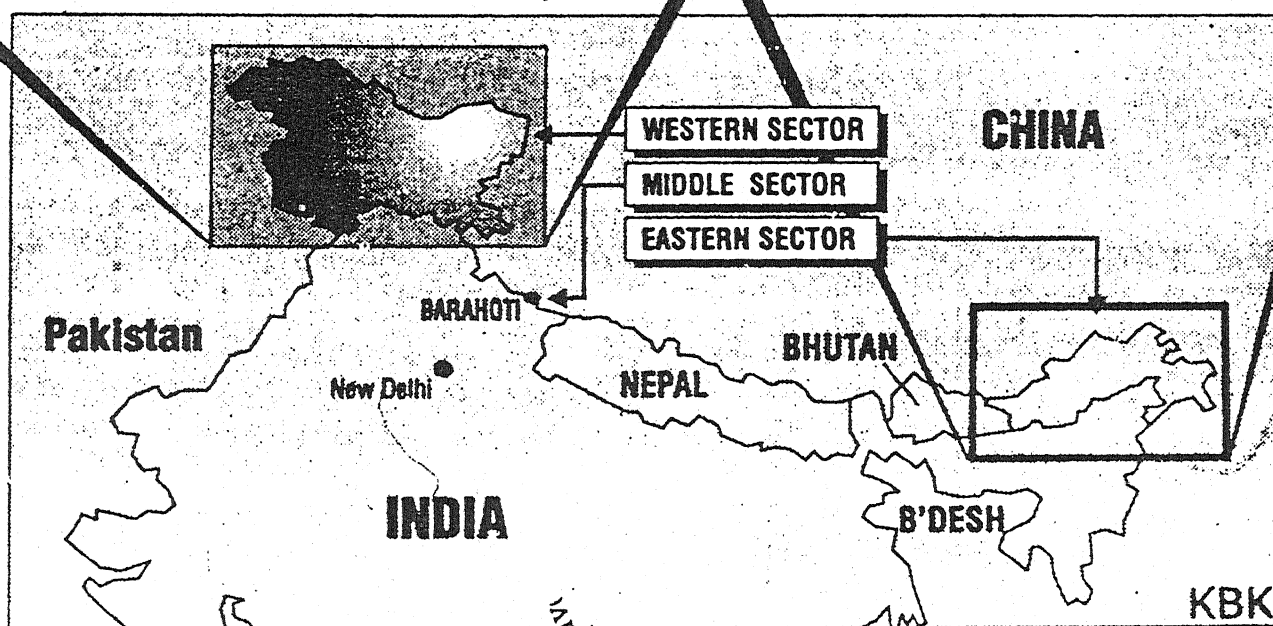 WESTERN SECTOR
CHINA
MIDDLE SECTOR
EASTERN SECTOR
BARAHOTI
Pakistan
BHUTAN
New Delhi
NEPAL
INDIA
B'DESH
KBK